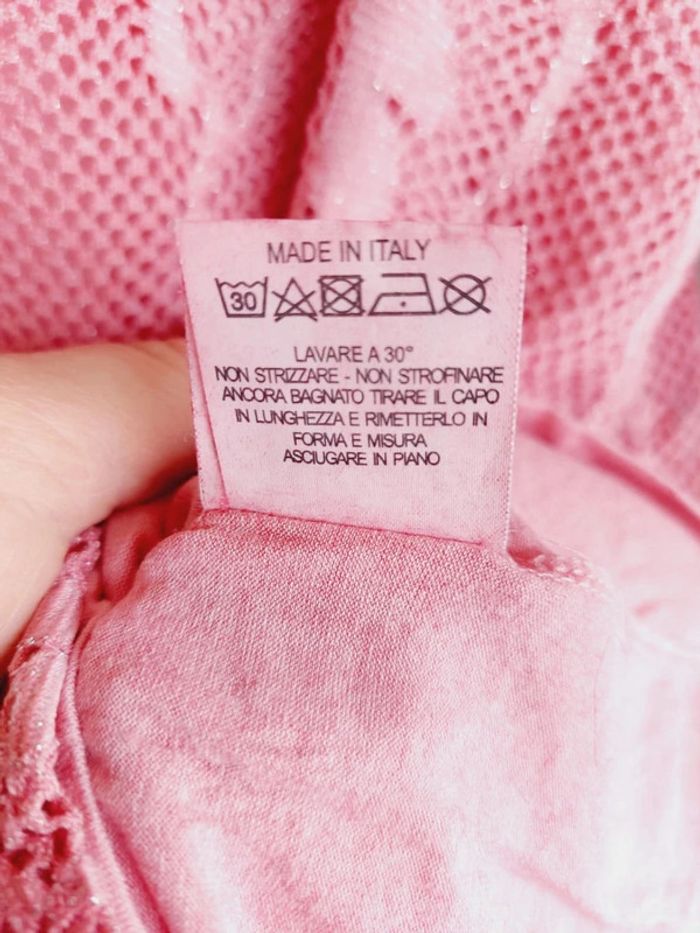 MADE IN ITALY
30
LAVARE A 30°
NON STRIZZARE - NON STROFINARE
ANCORA BAGNATO TIRARE IL CAPO
IN LUNGHEZZA E RIMETTERLO IN
FORMA E MISURA
ASCIUGARE IN PIANO